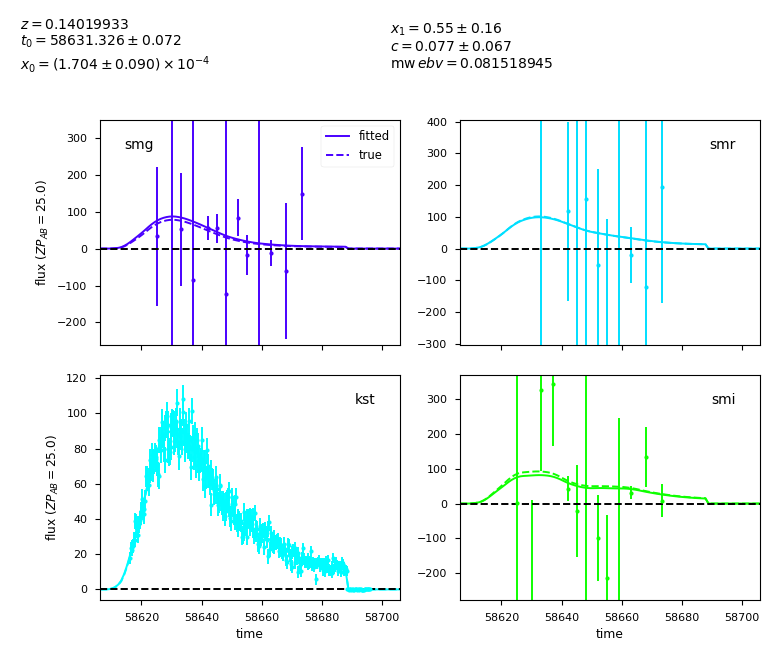 z = 0.14019933
t₀ = 58631.326 ± 0.072
x₀ = (1.704 ± 0.090) × 10⁻⁴
x₁ = 0.55 ± 0.16
c = 0.077 ± 0.067
mw ebv = 0.081518945
smg
fitted
true
300
200
100
0
−100
−200
flux (ZP_AB = 25.0)
smr
400
300
200
100
0
−100
−200
−300
kst
120
100
80
60
40
20
0
flux (ZP_AB = 25.0)
58620 58640 58660 58680 58700
time
smi
300
200
100
0
−100
−200
58620 58640 58660 58680 58700
time